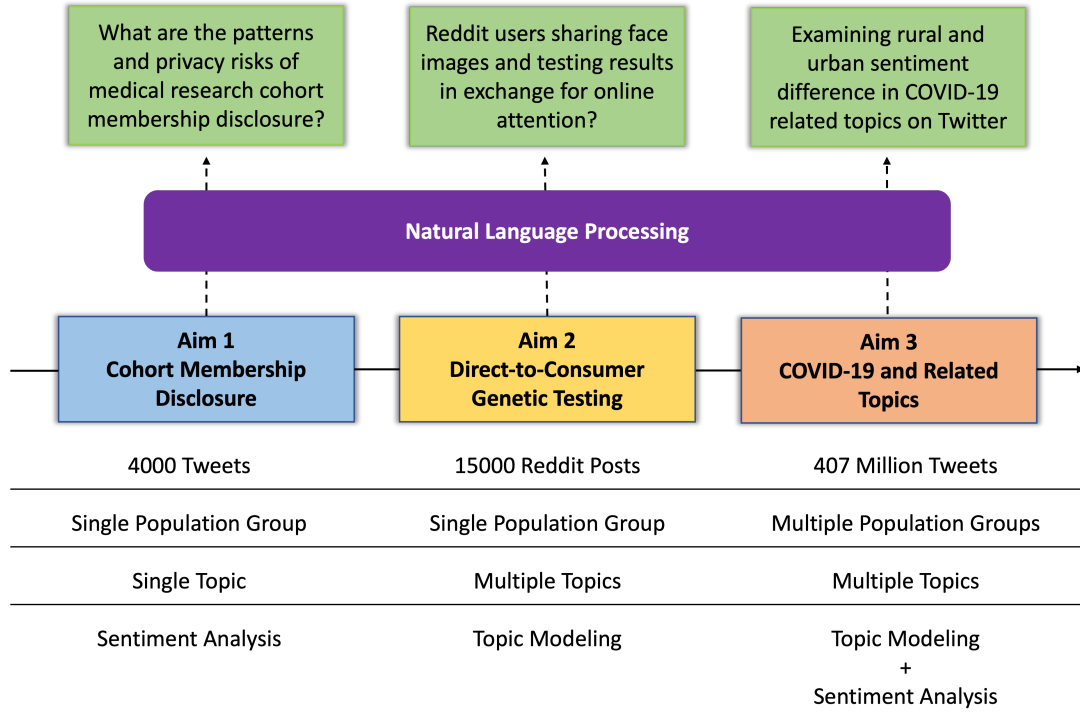 What are the patterns
and privacy risks of
medical research cohort
membership disclosure?
Reddit users sharing face
images and testing results
in exchange for online
attention?
Examining rural and
urban sentiment
difference in COVID-19
related topics on Twitter
Natural Language Processing
Aim 1
Cohort Membership
Disclosure
Aim 2
Direct-to-Consumer
Genetic Testing
Aim 3
COVID-19 and Related
Topics
4000 Tweets
15000 Reddit Posts
407 Million Tweets
Single Population Group
Single Population Group
Multiple Population Groups
Single Topic
Multiple Topics
Multiple Topics
Sentiment Analysis
Topic Modeling
Topic Modeling
+
Sentiment Analysis